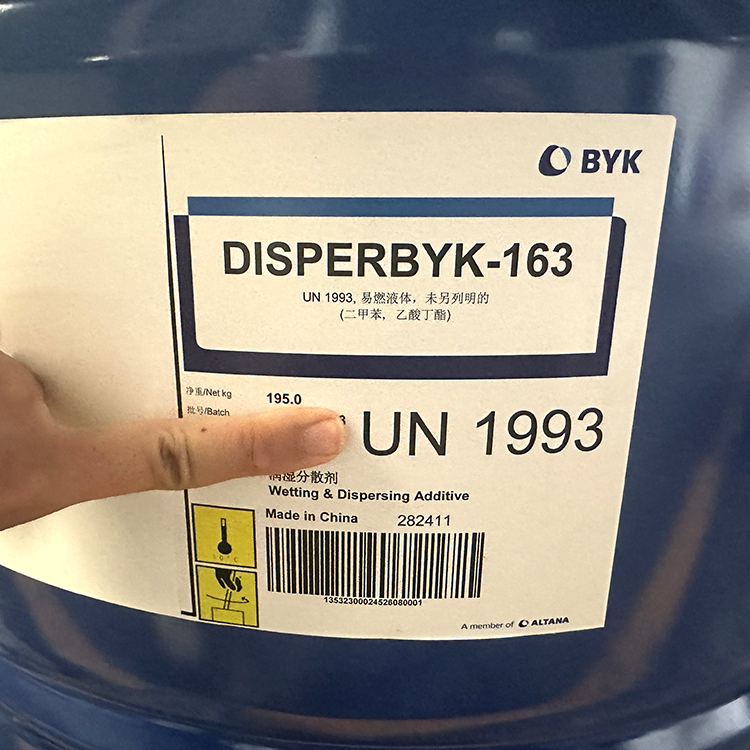 BYK
DISPERBYK-163
UN 1993, 易燃液体，未另列明的
(二甲苯, 乙酸丁酯)
净重/Net kg 195.0
批号/Batch
UN 1993
润湿分散剂
Wetting & Dispersing Additive
Made in China 282411
13532300024526080001
A member of ALTANA